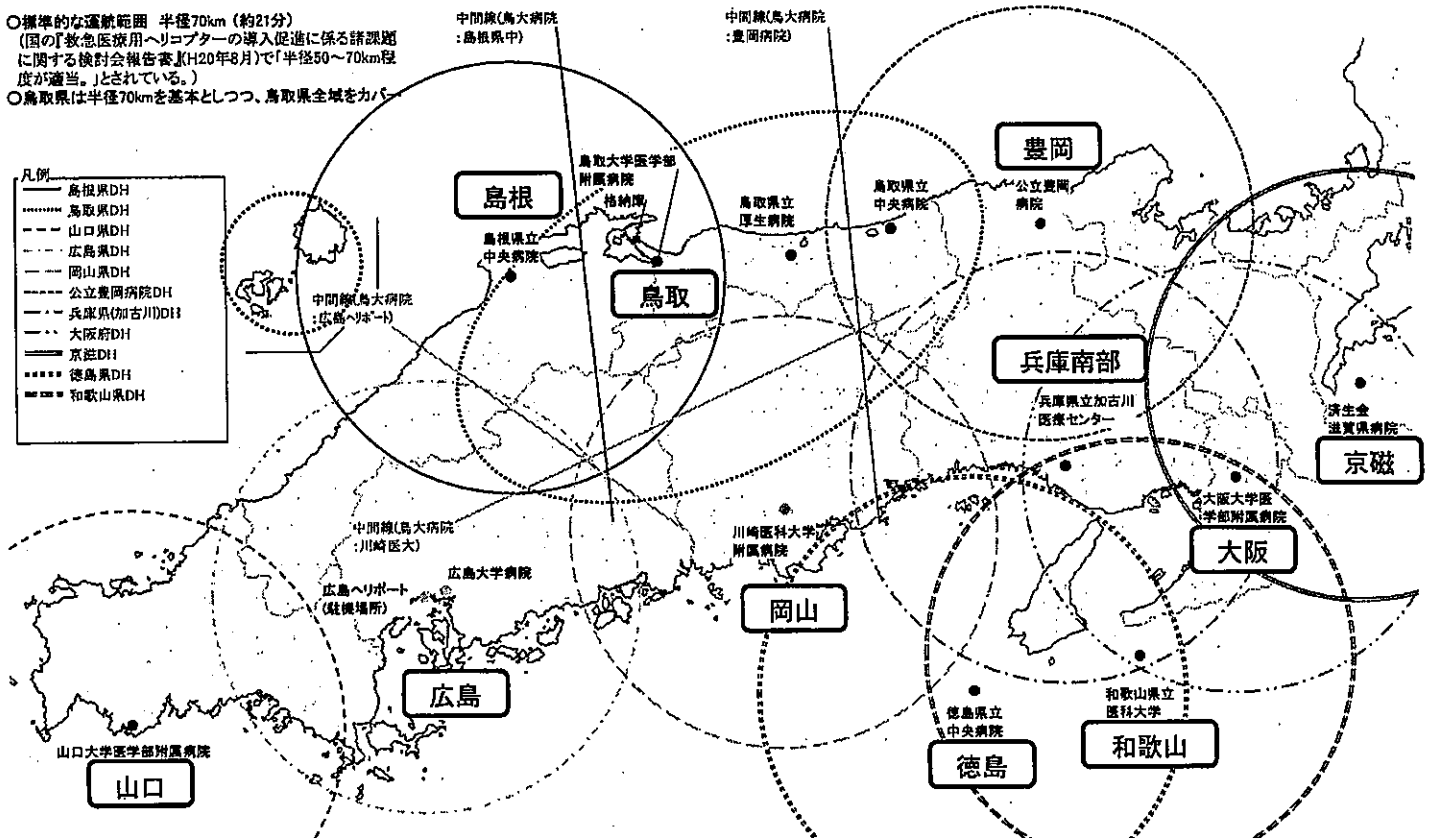 ○標準的な運航範囲 半径70km (約21分)
(国の『救急医療用ヘリコプターの導入促進に係る諸課題
に関する検討会報告書』(H20年8月)で「半径50～70km程
度が適当。」とされている。)
○鳥取県は半径70kmを基本としつつ、鳥取県全域をカバー
中間線(鳥大病院
:島根県中)
中間線(鳥大病院
:豊岡病院)
凡例
島根県DH
鳥取県DH
山口県DH
広島県DH
岡山県DH
公立豊岡病院DH
兵庫県(加古川)DH
大阪府DH
京滋DH
徳島県DH
和歌山県DH
島根
島根県立
中央病院
鳥取大学医学部
附属病院
格納庫
鳥取
鳥取県立
厚生病院
鳥取県立
中央病院
豊岡
公立豊岡
病院
中間線(鳥大病院
:広島ヘリポート)
兵庫南部
兵庫県立加古川
医療センター
済生会
滋賀県病院
京磁
大阪大学医
学部附属病院
大阪
中間線(鳥大病院
:川崎医大)
川崎医科大学
附属病院
岡山
広島大学病院
広島ヘリポート
(駐機場所)
広島
山口大学医学部附属病院
山口
徳島県立
中央病院
徳島
和歌山県立
医科大学
和歌山